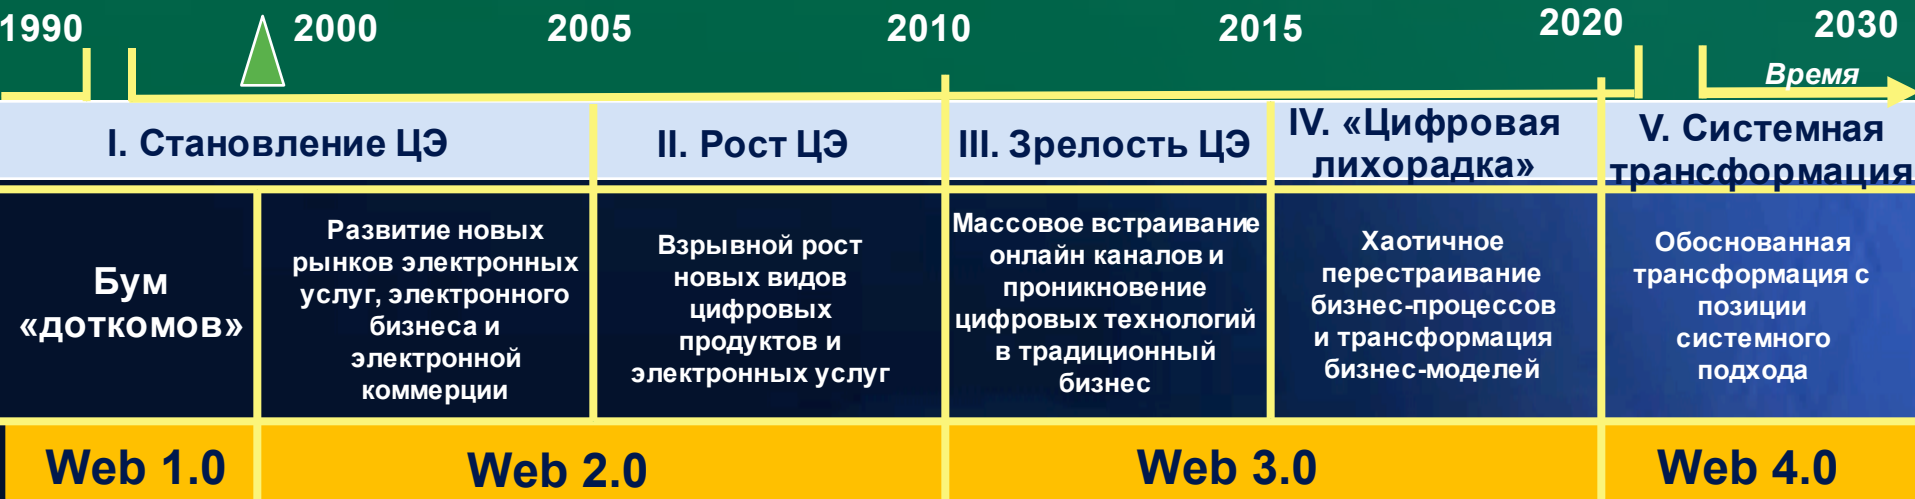 1990
2000
2005
2010
2015
2020
2030
Время
I. Становление ЦЭ
II. Рост ЦЭ
III. Зрелость ЦЭ
IV. «Цифровая
лихорадка»
V. Системная
трансформация
Бум
«доткомов»
Развитие новых
рынков электронных
услуг, электронного
бизнеса и
электронной
коммерции
Взрывной рост
новых видов
цифровых
продуктов и
электронных услуг
Массовое встраивание
онлайн каналов и
проникновение
цифровых технологий
в традиционный
бизнес
Хаотичное
перестраивание
бизнес-процессов
и трансформация
бизнес-моделей
Обоснованная
трансформация с
позиции
системного
подхода
Web 1.0
Web 2.0
Web 3.0
Web 4.0